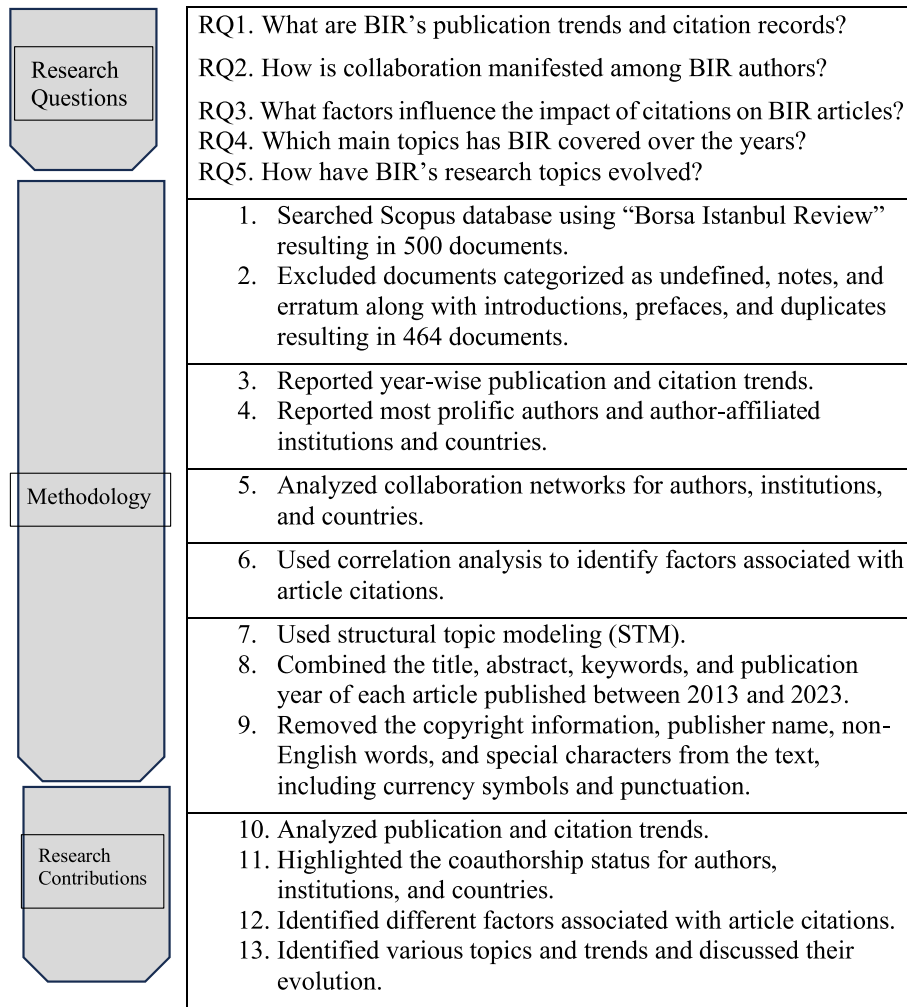 Research
Questions
RQ1. What are BIR’s publication trends and citation records?
RQ2. How is collaboration manifested among BIR authors?
RQ3. What factors influence the impact of citations on BIR articles?
RQ4. Which main topics has BIR covered over the years?
RQ5. How have BIR’s research topics evolved?
Methodology
1. Searched Scopus database using “Borsa Istanbul Review”
resulting in 500 documents.
2. Excluded documents categorized as undefined, notes, and
erratum along with introductions, prefaces, and duplicates
resulting in 464 documents.
3. Reported year-wise publication and citation trends.
4. Reported most prolific authors and author-affiliated
institutions and countries.
5. Analyzed collaboration networks for authors, institutions,
and countries.
6. Used correlation analysis to identify factors associated with
article citations.
7. Used structural topic modeling (STM).
8. Combined the title, abstract, keywords, and publication
year of each article published between 2013 and 2023.
9. Removed the copyright information, publisher name, non-
English words, and special characters from the text,
including currency symbols and punctuation.
Research
Contributions
10. Analyzed publication and citation trends.
11. Highlighted the coauthorship status for authors,
institutions, and countries.
12. Identified different factors associated with article citations.
13. Identified various topics and trends and discussed their
evolution.